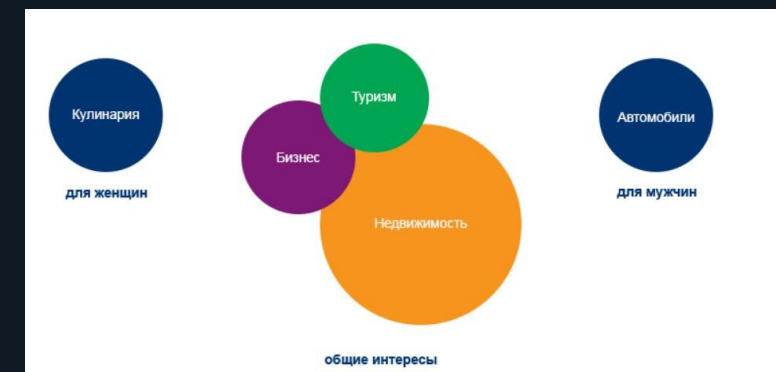 Туризм
Кулинария
Автомобили
Бизнес
для женщин
для мужчин
Недвижимость
общие интересы